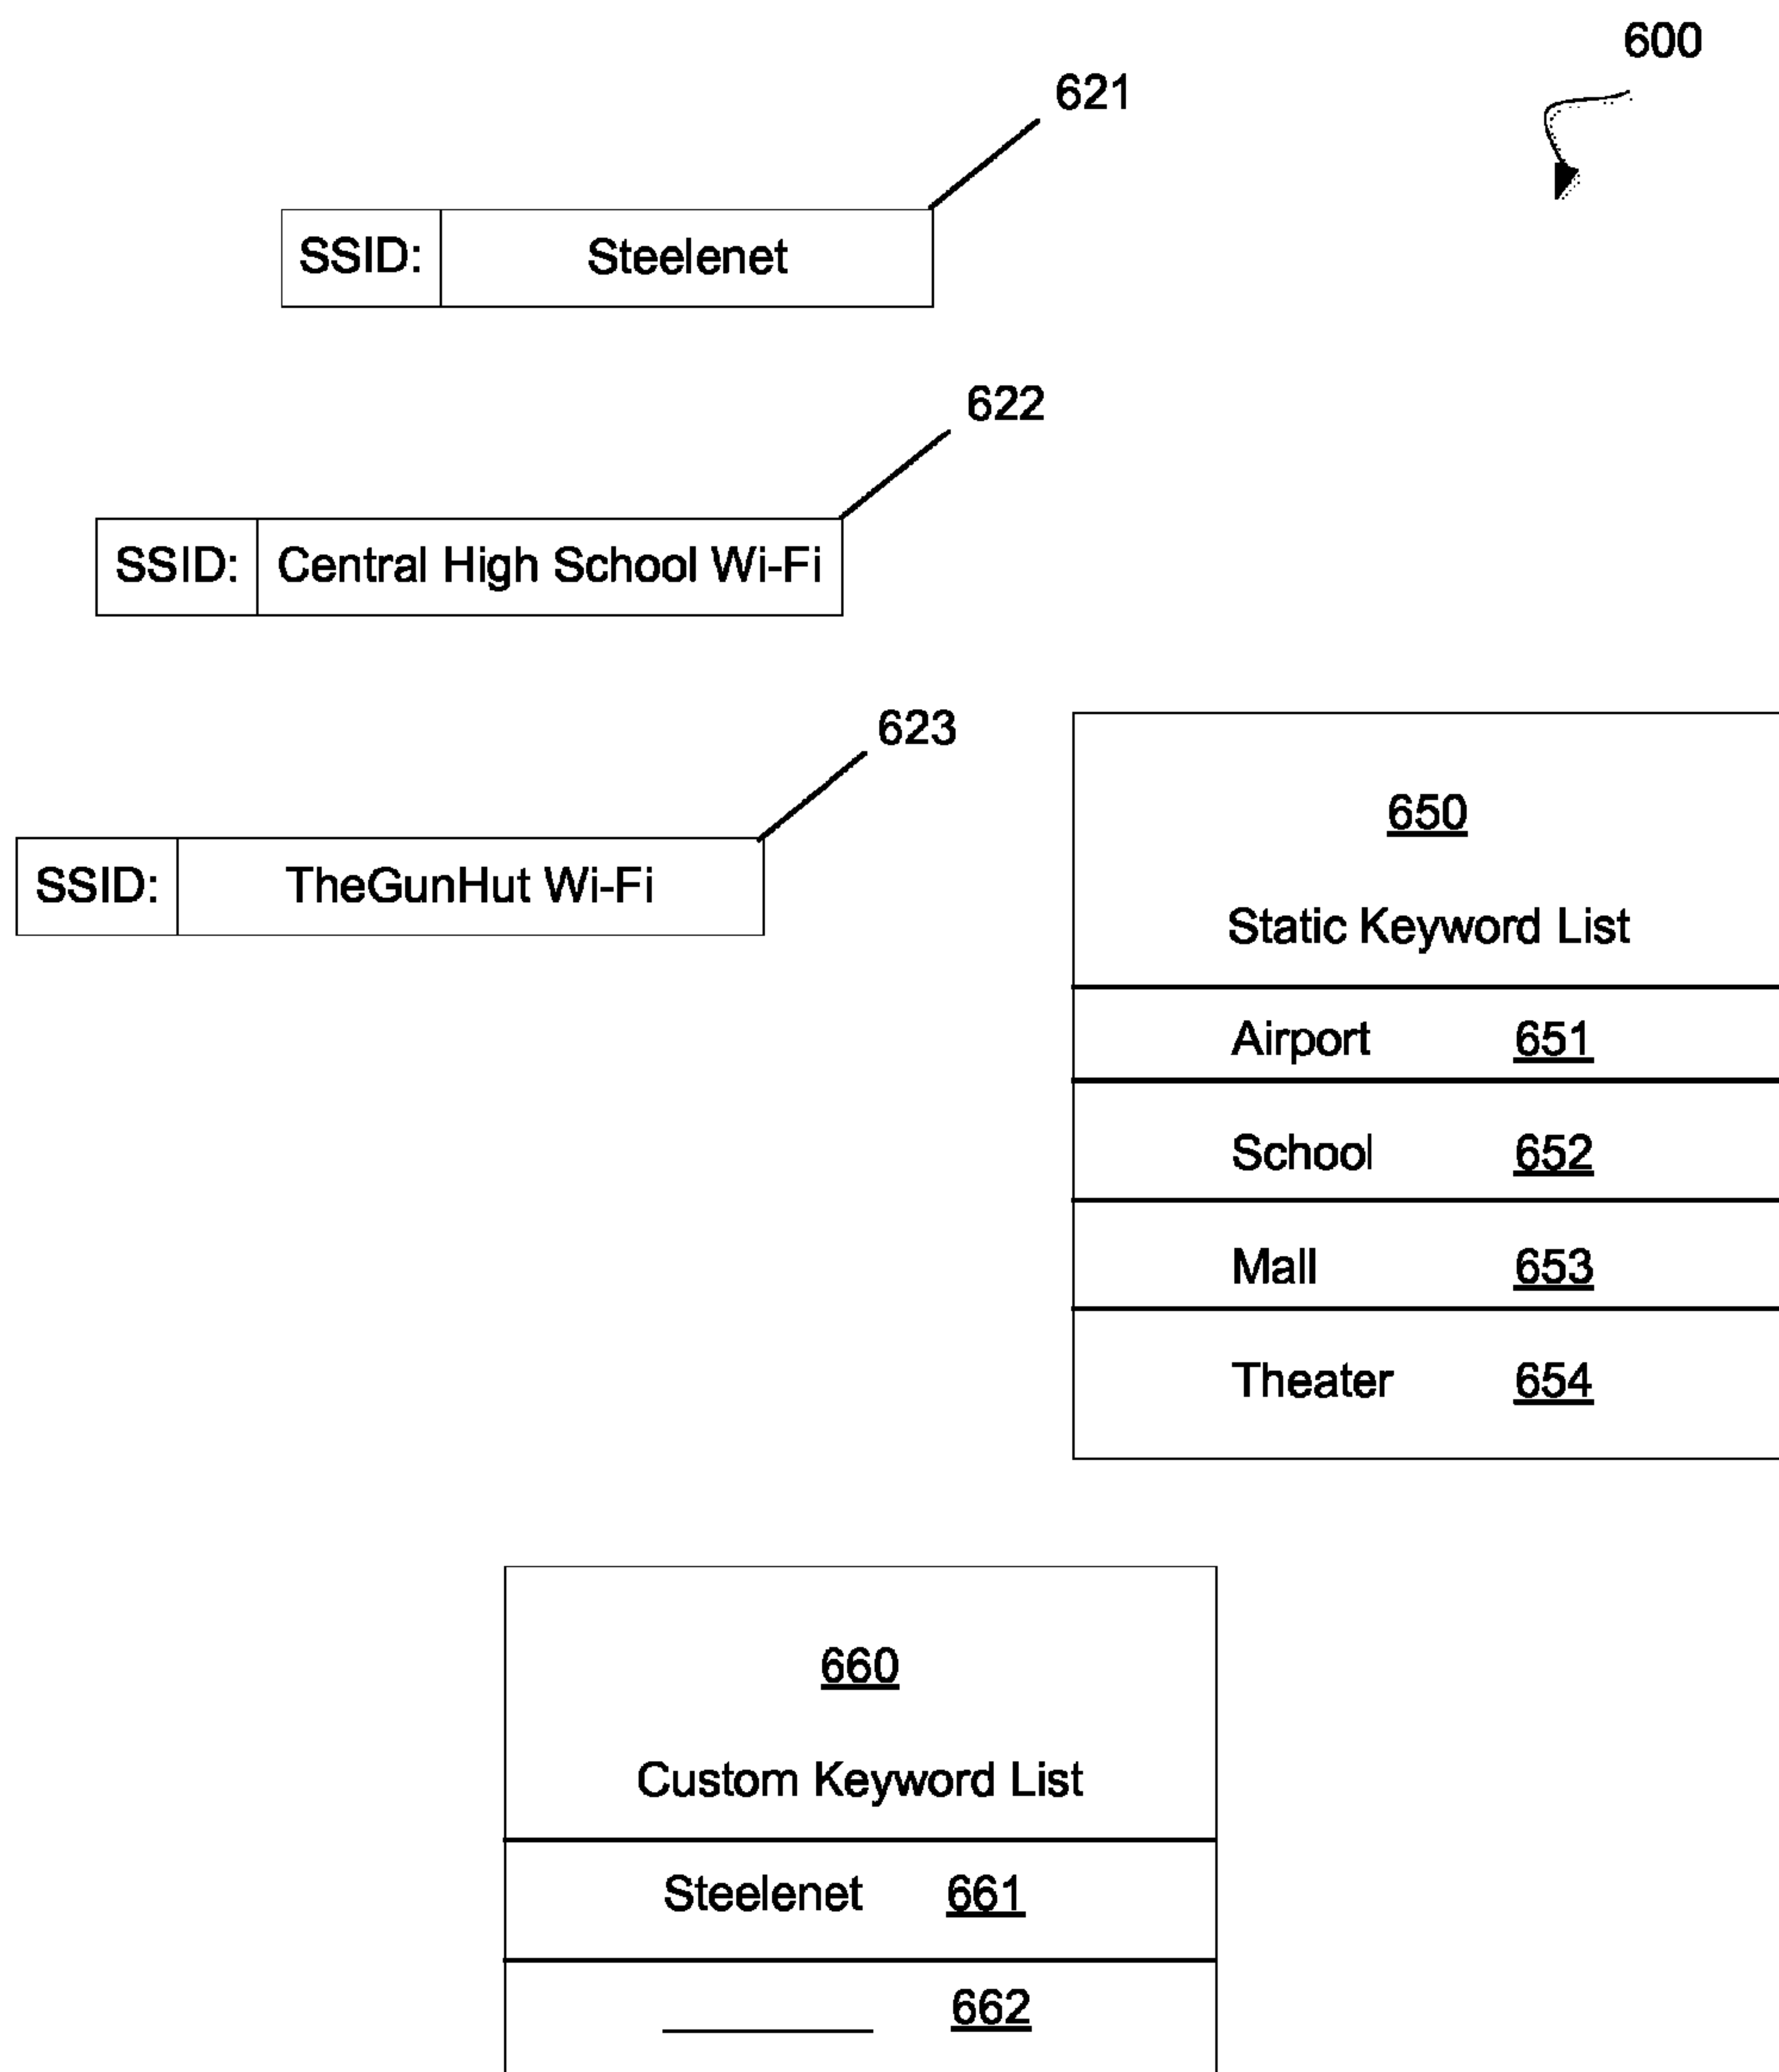 600
621
SSID: Steelenet
622
SSID: Central High School Wi-Fi
623
SSID: TheGunHut Wi-Fi
650
Static Keyword List
Airport 651
School 652
Mall 653
Theater 654
660
Custom Keyword List
Steelenet 661
662